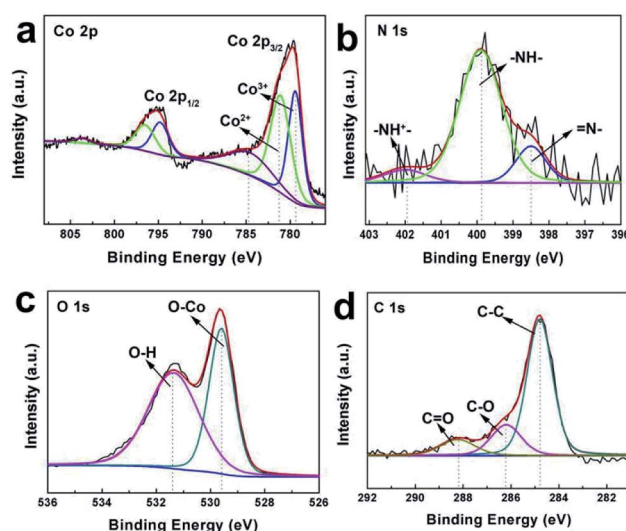 a
Co 2p
Co 2p3/2
Co 2p1/2
Co3+
Co2+
Intensity (a.u.)
805 800 795 790 785 780
Binding Energy (eV)
b
N 1s
-NH-
-NH+-
=N-
Intensity (a.u.)
403 402 401 400 399 398 397 396
Binding Energy (eV)
c
O 1s
O-Co
O-H
Intensity (a.u.)
536 534 532 530 528 526
Binding Energy (eV)
d
C 1s
C-C
C-O
C=O
Intensity (a.u.)
292 290 288 286 284 282
Binding Energy (eV)